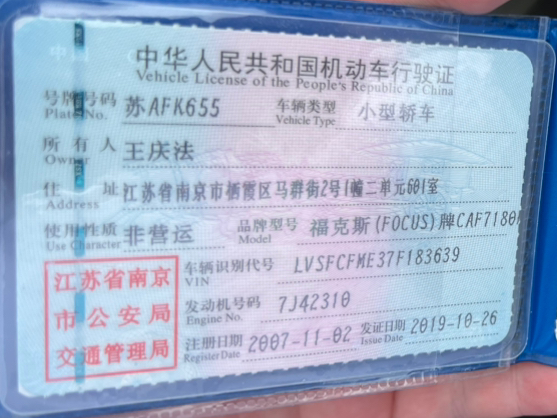 中华人民共和国机动车行驶证
Vehicle License of the People's Republic of China
号牌号码 苏AFK655 车辆类型 小型轿车
Plate No. Vehicle Type
所有人 王庆法
Owner
住址 江苏省南京市栖霞区马群街2号1幢二单元601室
Address
使用性质 非营运 品牌型号 福克斯(FOCUS)牌CAF7180
Use Character Model
江苏省南京 车辆识别代号 LVSFCFME37F183639
VIN
市公安局 发动机号码 7J42310
Engine No.
交通管理局 注册日期 2007-11-02 发证日期 2019-10-26
Register Date Issue Date